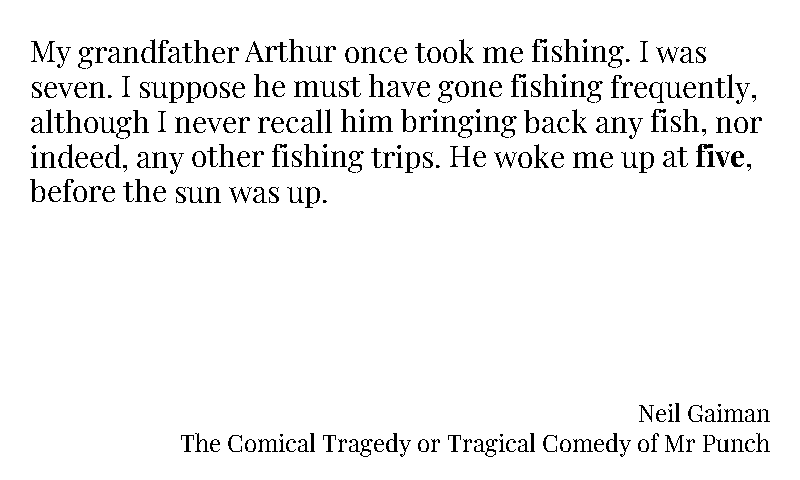 My grandfather Arthur once took me fishing. I was
seven. I suppose he must have gone fishing frequently,
although I never recall him bringing back any fish, nor
indeed, any other fishing trips. He woke me up at five,
before the sun was up.
Neil Gaiman
The Comical Tragedy or Tragical Comedy of Mr Punch